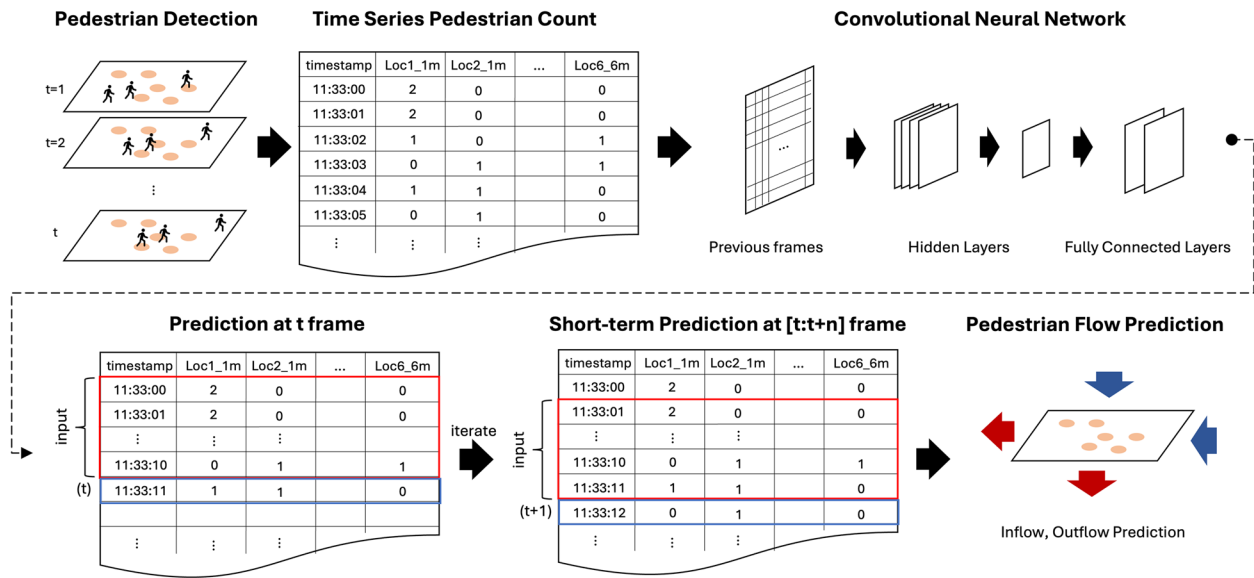 Pedestrian Detection
t=1
t=2
⋮
t
Time Series Pedestrian Count
timestamp Loc1_1m Loc2_1m ... Loc6_6m
11:33:00 2 0 0
11:33:01 2 0 0
11:33:02 1 0 1
11:33:03 0 1 1
11:33:04 1 1 0
11:33:05 0 1 0
⋮ ⋮ ⋮ ⋮
Convolutional Neural Network
...
Previous frames
Hidden Layers
Fully Connected Layers
Prediction at t frame
timestamp Loc1_1m Loc2_1m ... Loc6_6m
11:33:00 2 0 0
11:33:01 2 0 0
⋮ ⋮ ⋮
11:33:10 0 1 1
11:33:11 1 1 0
⋮ ⋮ ⋮ ⋮
input
(t)
iterate
Short-term Prediction at [t:t+n] frame
timestamp Loc1_1m Loc2_1m ... Loc6_6m
11:33:00 2 0 0
11:33:01 2 0 0
⋮ ⋮ ⋮
11:33:10 0 1 1
11:33:11 1 1 0
11:33:12 0 1 0
⋮ ⋮ ⋮ ⋮
input
(t+1)
Pedestrian Flow Prediction
Inflow, Outflow Prediction